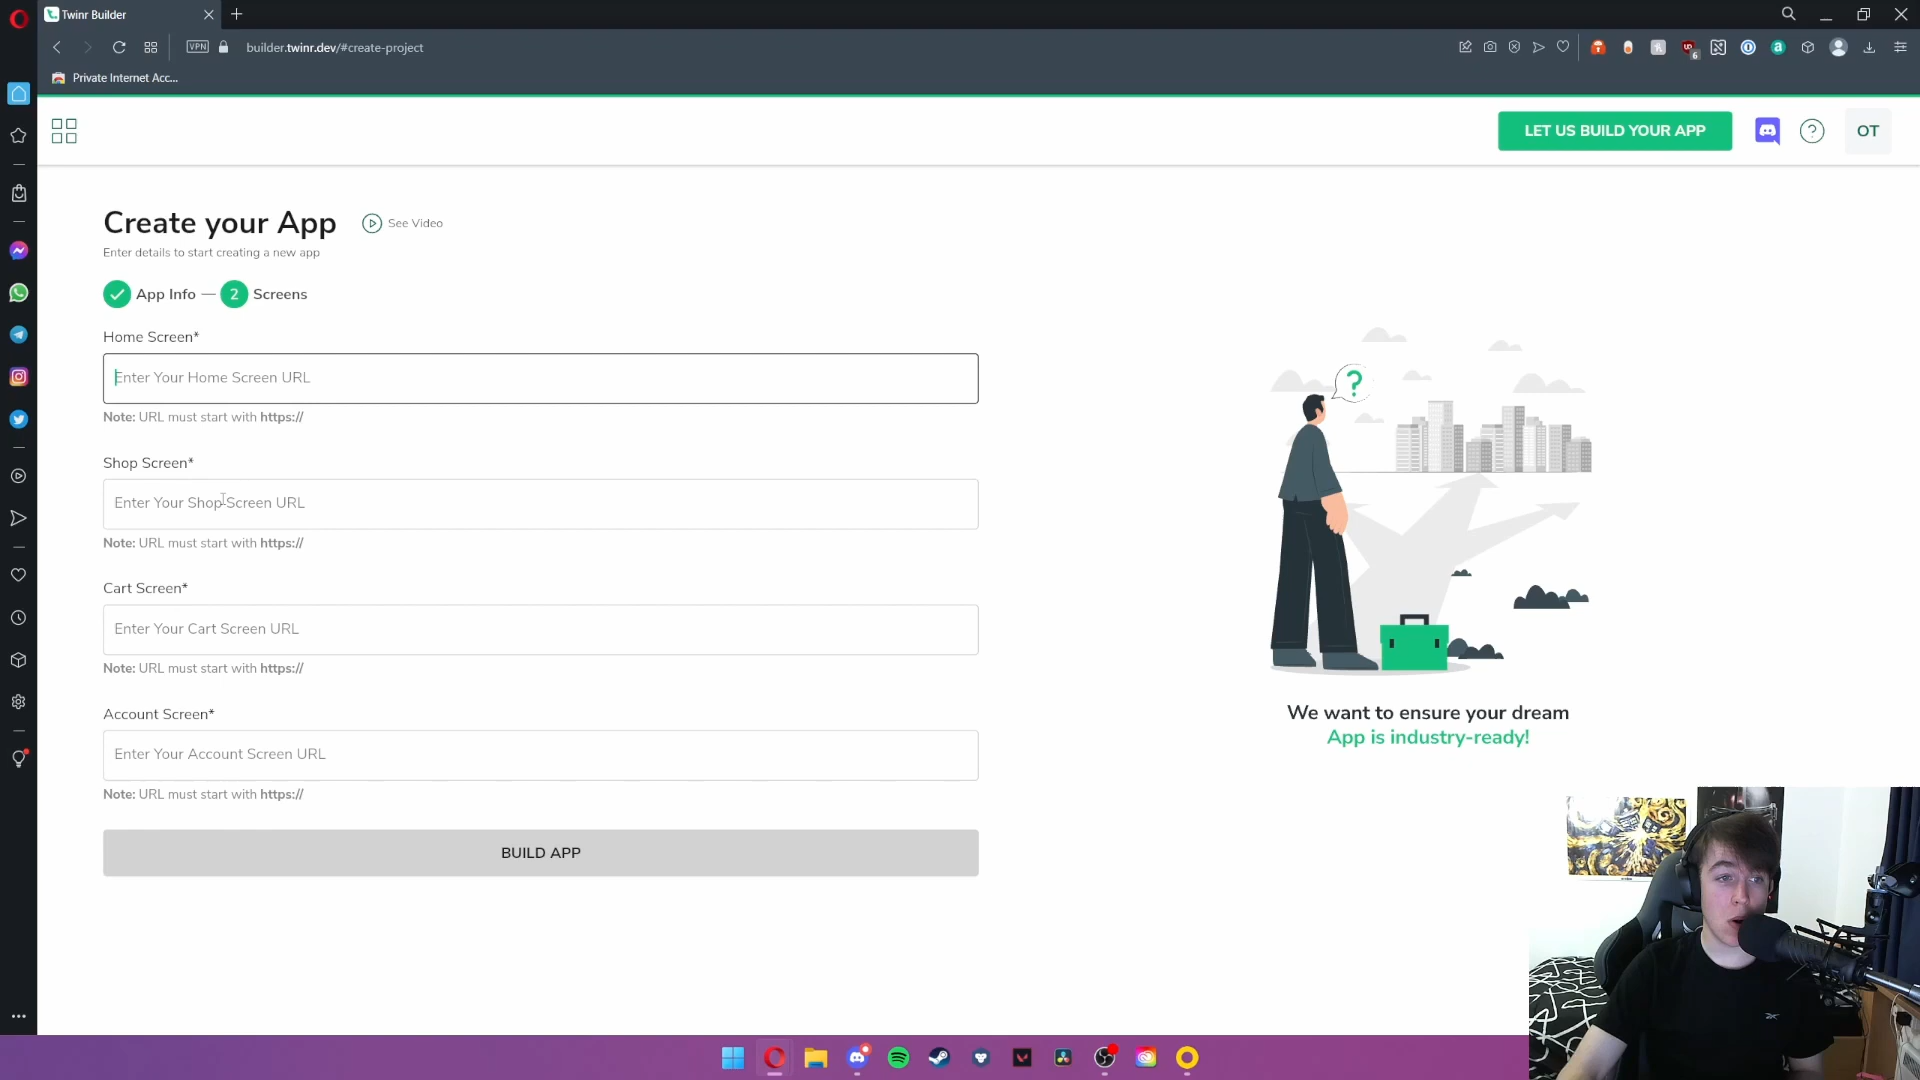 Twinr Builder
VPN
builder.twinr.dev/#create-project
6
Private Internet Acc...
LET US BUILD YOUR APP
?
OT
Create your App
See Video
Enter details to start creating a new app
App Info — 2 Screens
Home Screen*
Enter Your Home Screen URL
Note: URL must start with https://
Shop Screen*
Enter Your Shop Screen URL
Note: URL must start with https://
Cart Screen*
Enter Your Cart Screen URL
Note: URL must start with https://
Account Screen*
Enter Your Account Screen URL
Note: URL must start with https://
BUILD APP
?
We want to ensure your dream
App is industry-ready!